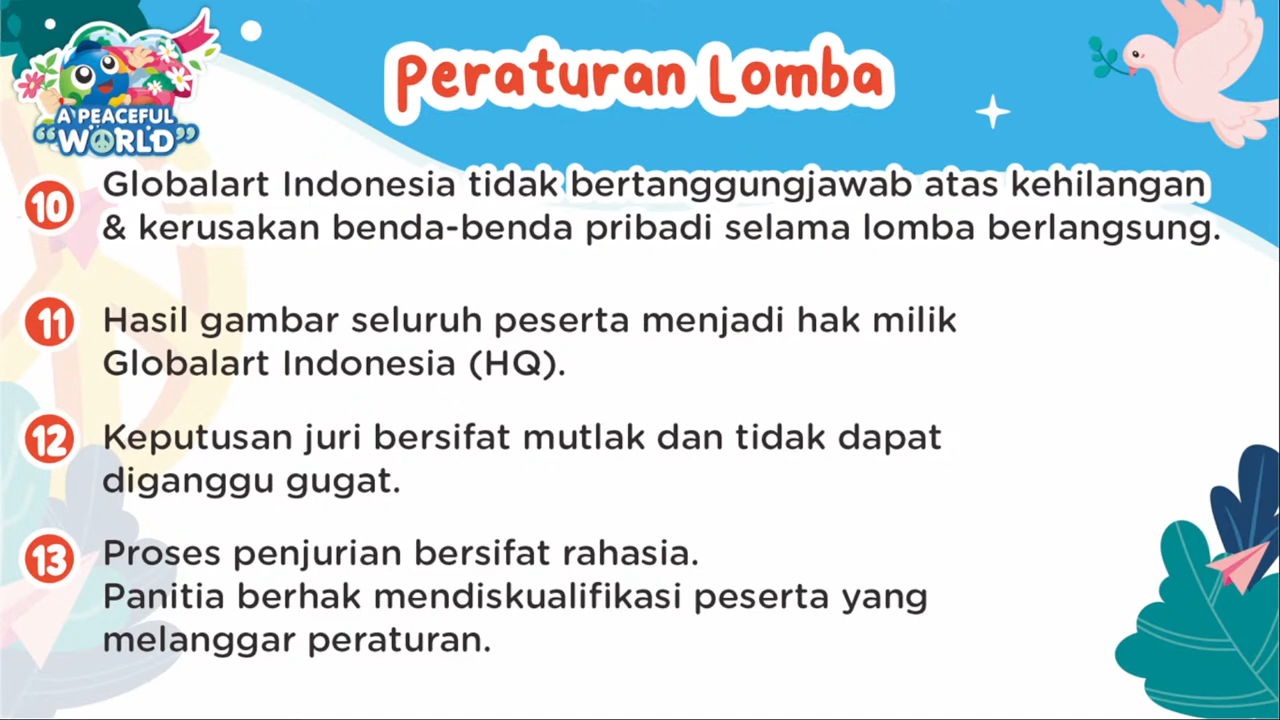 A PEACEFUL
"WORLD"
Peraturan Lomba
10
Globalart Indonesia tidak bertanggungjawab atas kehilangan
& kerusakan benda-benda pribadi selama lomba berlangsung.
11
Hasil gambar seluruh peserta menjadi hak milik
Globalart Indonesia (HQ).
12
Keputusan juri bersifat mutlak dan tidak dapat
diganggu gugat.
13
Proses penjurian bersifat rahasia.
Panitia berhak mendiskualifikasi peserta yang
melanggar peraturan.